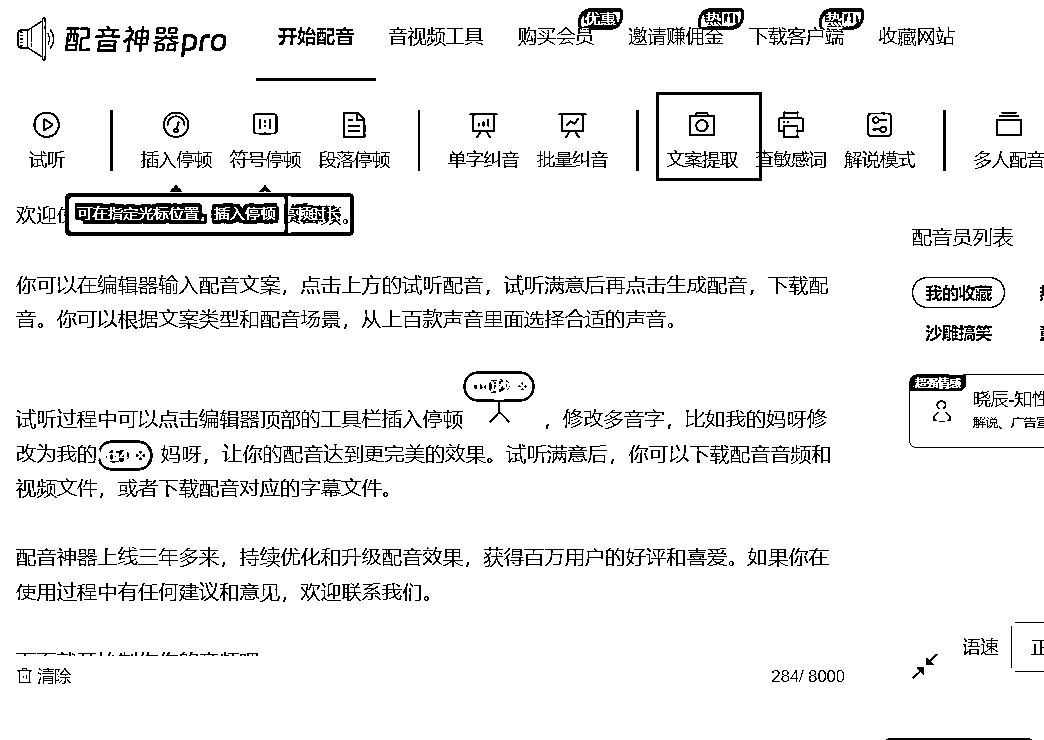 配音神器pro
开始配音 音视频工具 购买会员 优惠 邀请赚佣金 下载客户端 收藏网站
试听 插入停顿 符号停顿 段落停顿 单字纠音 批量纠音 文案提取 查敏感词 解说模式 多人配音
欢迎
可在指定光标位置，插入停顿
配音员列表
你可以在编辑器输入配音文案，点击上方的试听配音，试听满意后再点击生成配音，下载配
音。你可以根据文案类型和配音场景，从上百款声音里面选择合适的声音。
我的收藏
沙雕搞笑
超强情感
晓辰-知性
解说、广告宣
试听过程中可以点击编辑器顶部的工具栏插入停顿 ，修改多音字，比如我的妈呀修
改为我的 妈呀，让你的配音达到更完美的效果。试听满意后，你可以下载配音音频和
视频文件，或者下载配音对应的字幕文件。
配音神器上线三年多来，持续优化和升级配音效果，获得百万用户的好评和喜爱。如果你在
使用过程中有任何建议和意见，欢迎联系我们。
语速 正
清除
284/ 8000